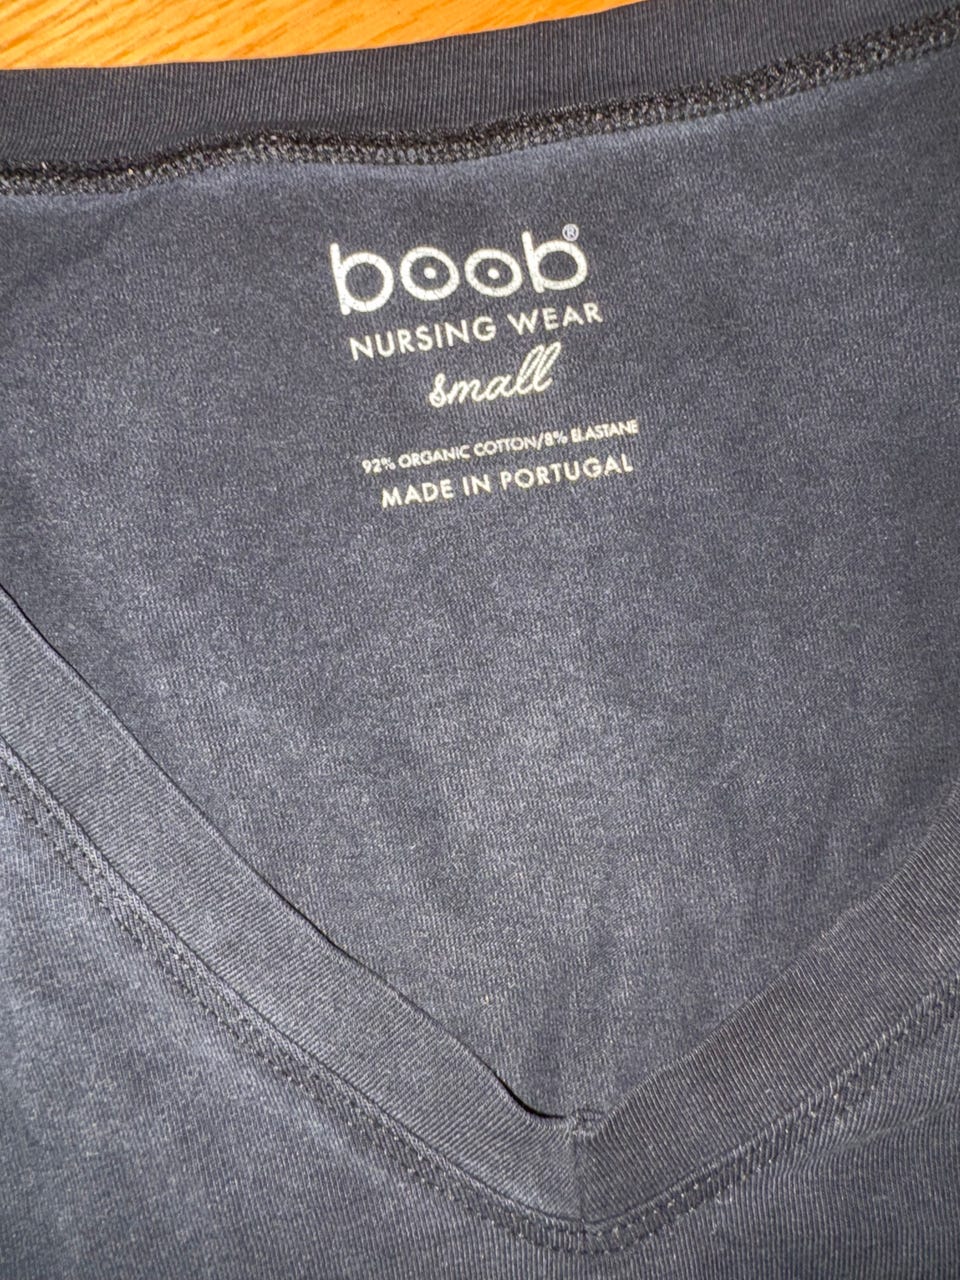 boob®
NURSING WEAR
small
92% ORGANIC COTTON/8% ELASTANE
MADE IN PORTUGAL